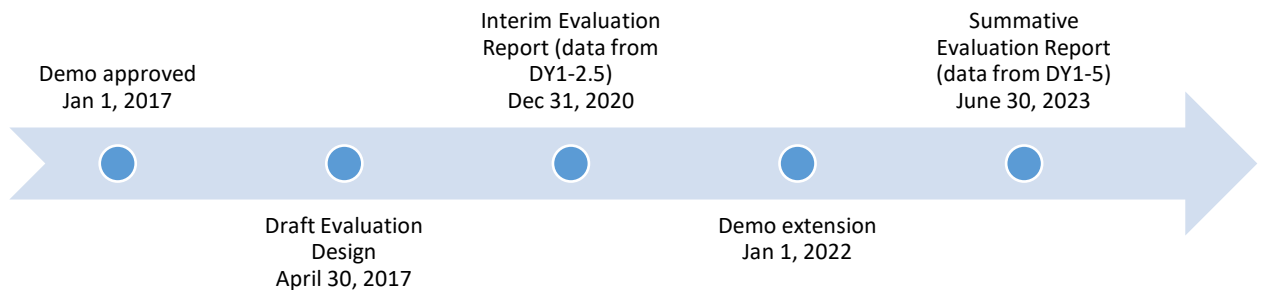 Demo approved
Jan 1, 2017
Draft Evaluation
Design
April 30, 2017
Interim Evaluation
Report (data from
DY1-2.5)
Dec 31, 2020
Demo extension
Jan 1, 2022
Summative
Evaluation Report
(data from DY1-5)
June 30, 2023